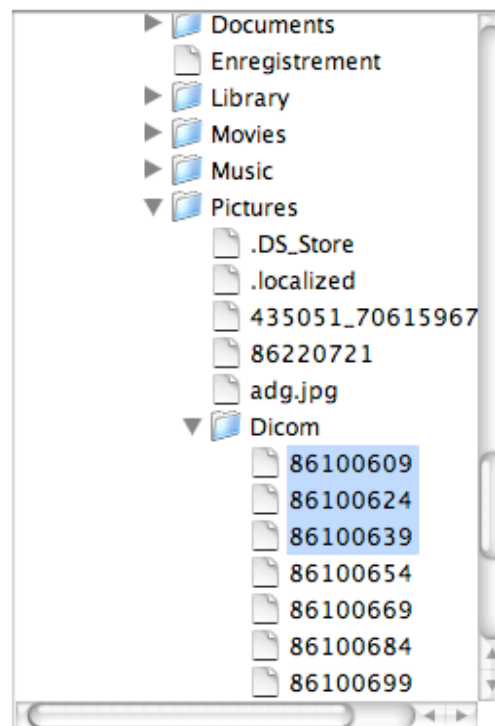 Documents
Enregistrement
Library
Movies
Music
Pictures
.DS_Store
.localized
435051_70615967
86220721
adg.jpg
Dicom
86100609
86100624
86100639
86100654
86100669
86100684
86100699